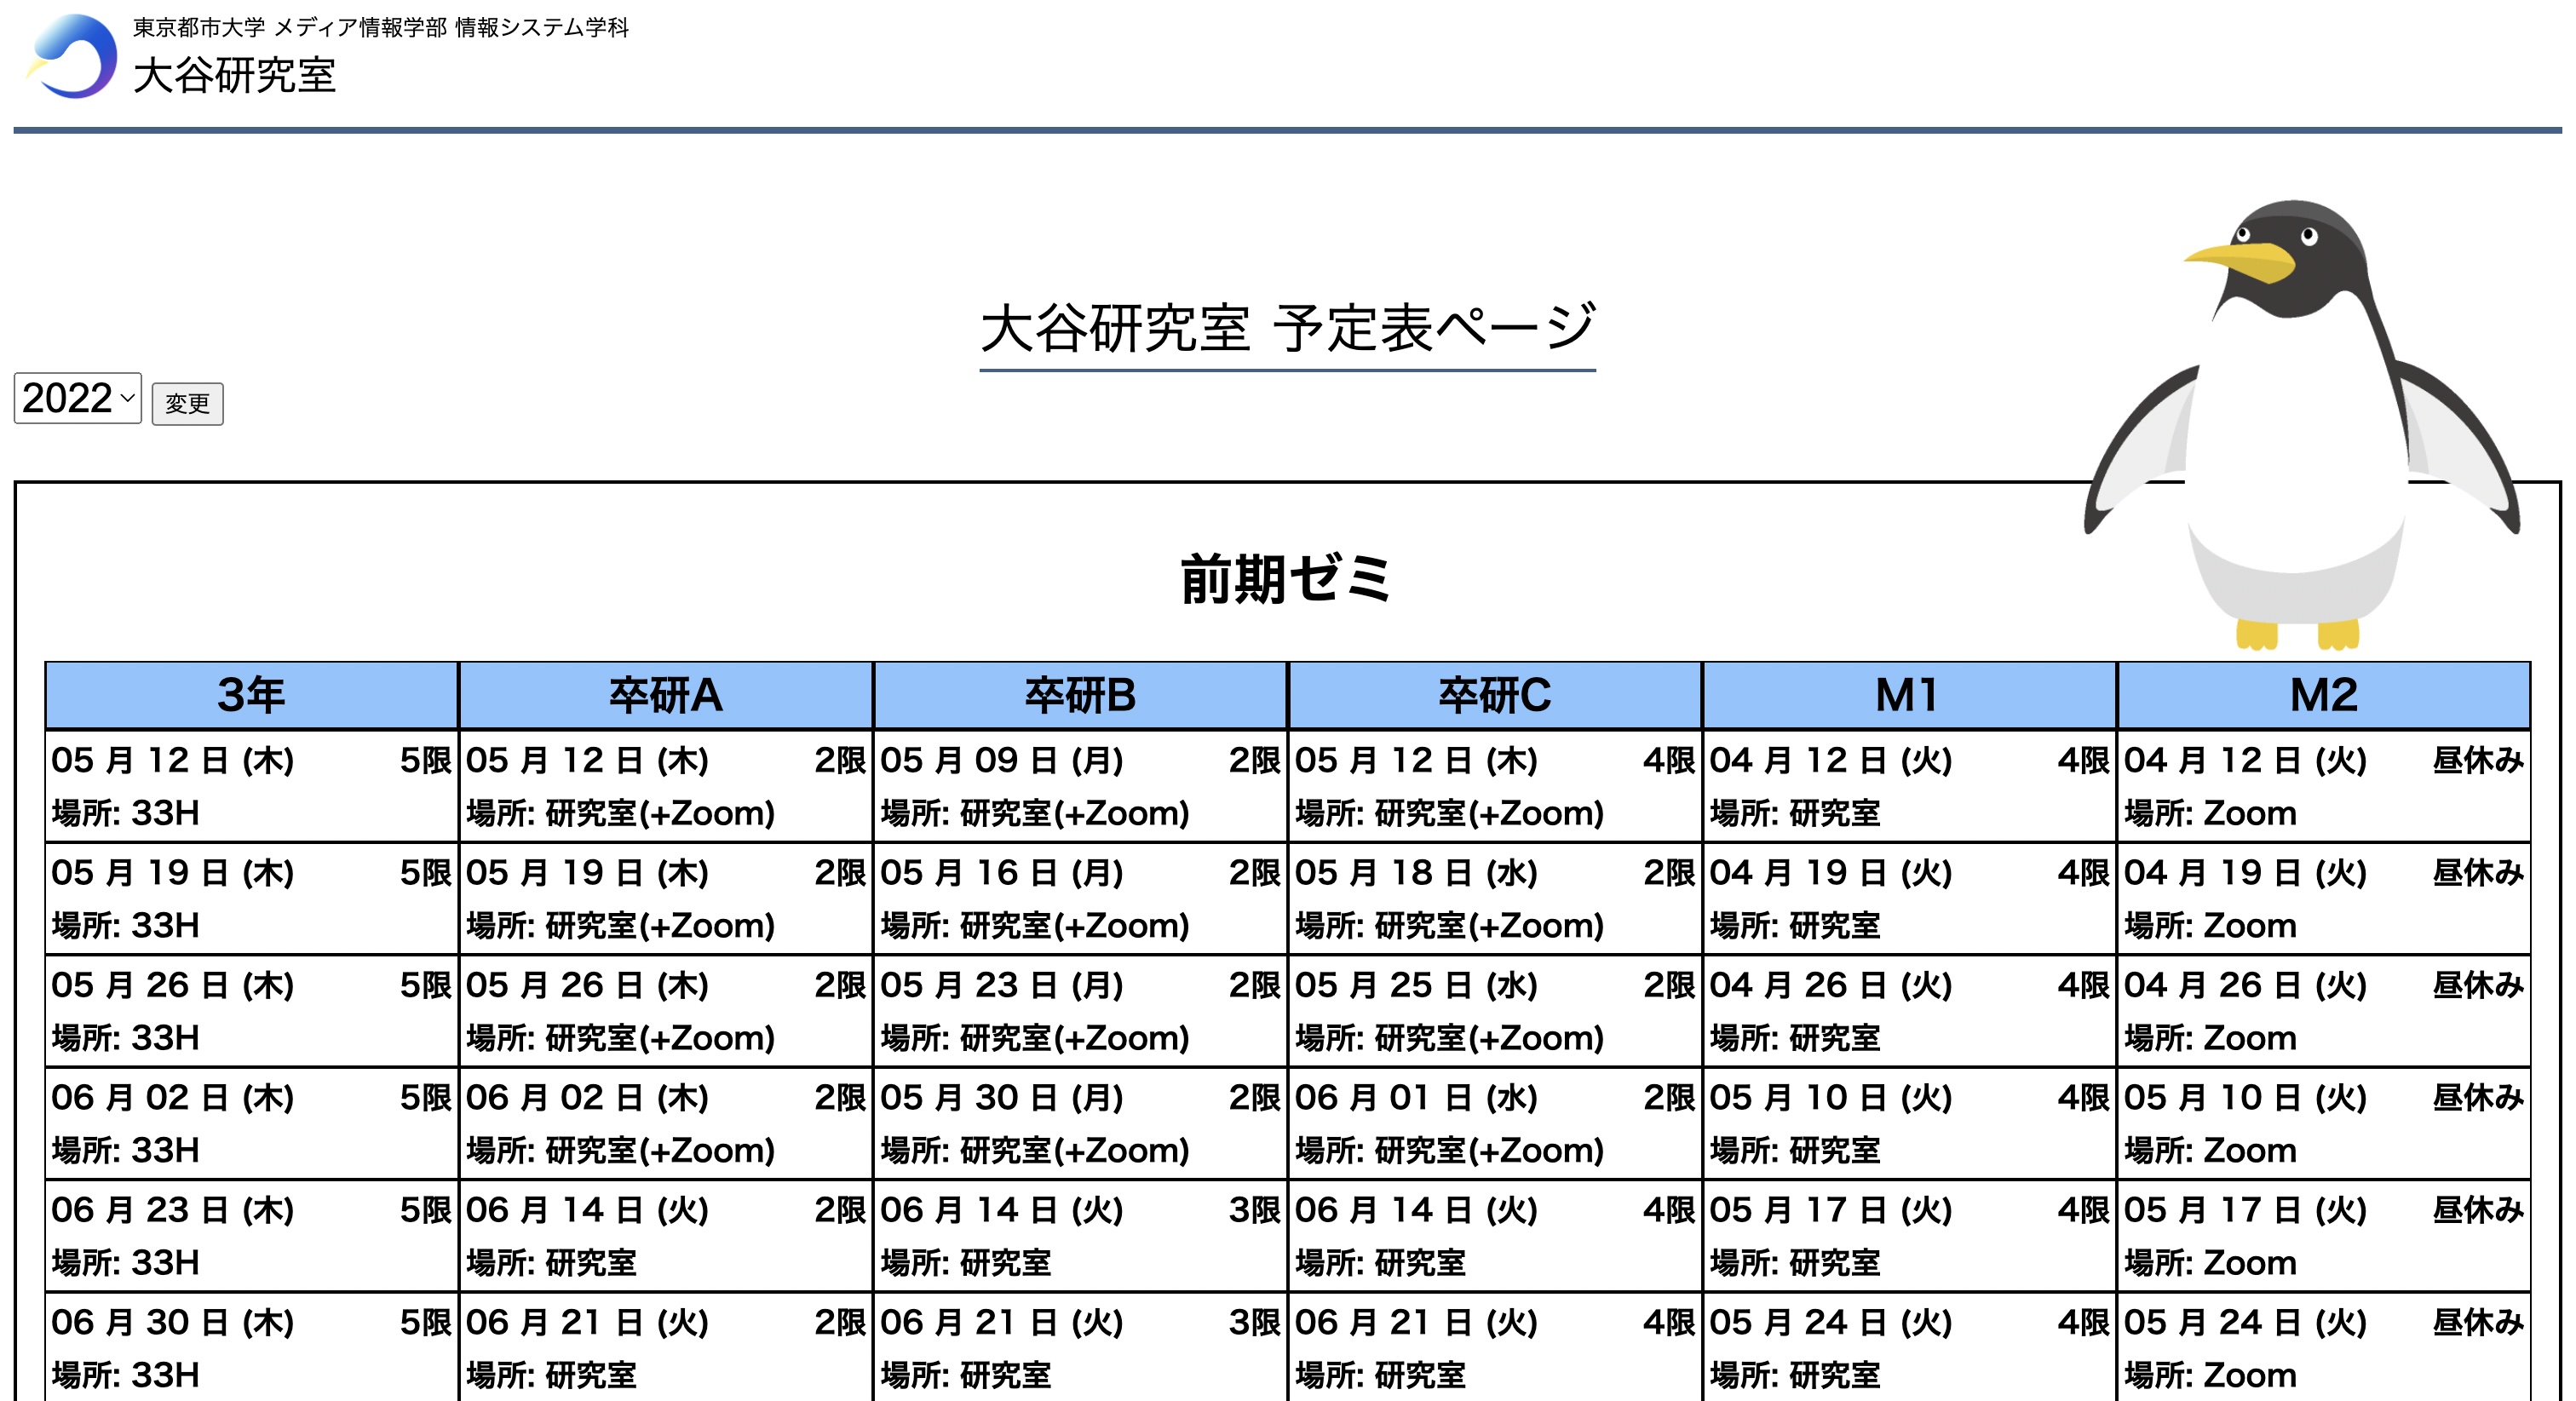 東京都市大学 メディア情報学部 情報システム学科
大谷研究室
大谷研究室 予定表ページ
2022 変更
前期ゼミ
3年 卒研A 卒研B 卒研C M1 M2
05 月 12 日 (木) 5限 05 月 12 日 (木) 2限 05 月 09 日 (月) 2限 05 月 12 日 (木) 4限 04 月 12 日 (火) 4限 04 月 12 日 (火) 昼休み
場所: 33H 場所: 研究室(+Zoom) 場所: 研究室(+Zoom) 場所: 研究室(+Zoom) 場所: 研究室 場所: Zoom
05 月 19 日 (木) 5限 05 月 19 日 (木) 2限 05 月 16 日 (月) 2限 05 月 18 日 (水) 2限 04 月 19 日 (火) 4限 04 月 19 日 (火) 昼休み
場所: 33H 場所: 研究室(+Zoom) 場所: 研究室(+Zoom) 場所: 研究室(+Zoom) 場所: 研究室 場所: Zoom
05 月 26 日 (木) 5限 05 月 26 日 (木) 2限 05 月 23 日 (月) 2限 05 月 25 日 (水) 2限 04 月 26 日 (火) 4限 04 月 26 日 (火) 昼休み
場所: 33H 場所: 研究室(+Zoom) 場所: 研究室(+Zoom) 場所: 研究室(+Zoom) 場所: 研究室 場所: Zoom
06 月 02 日 (木) 5限 06 月 02 日 (木) 2限 05 月 30 日 (月) 2限 06 月 01 日 (水) 2限 05 月 10 日 (火) 4限 05 月 10 日 (火) 昼休み
場所: 33H 場所: 研究室(+Zoom) 場所: 研究室(+Zoom) 場所: 研究室(+Zoom) 場所: 研究室 場所: Zoom
06 月 23 日 (木) 5限 06 月 14 日 (火) 2限 06 月 14 日 (火) 3限 06 月 14 日 (火) 4限 05 月 17 日 (火) 4限 05 月 17 日 (火) 昼休み
場所: 33H 場所: 研究室 場所: 研究室 場所: 研究室 場所: 研究室 場所: Zoom
06 月 30 日 (木) 5限 06 月 21 日 (火) 2限 06 月 21 日 (火) 3限 06 月 21 日 (火) 4限 05 月 24 日 (火) 4限 05 月 24 日 (火) 昼休み
場所: 33H 場所: 研究室 場所: 研究室 場所: 研究室 場所: 研究室 場所: Zoom